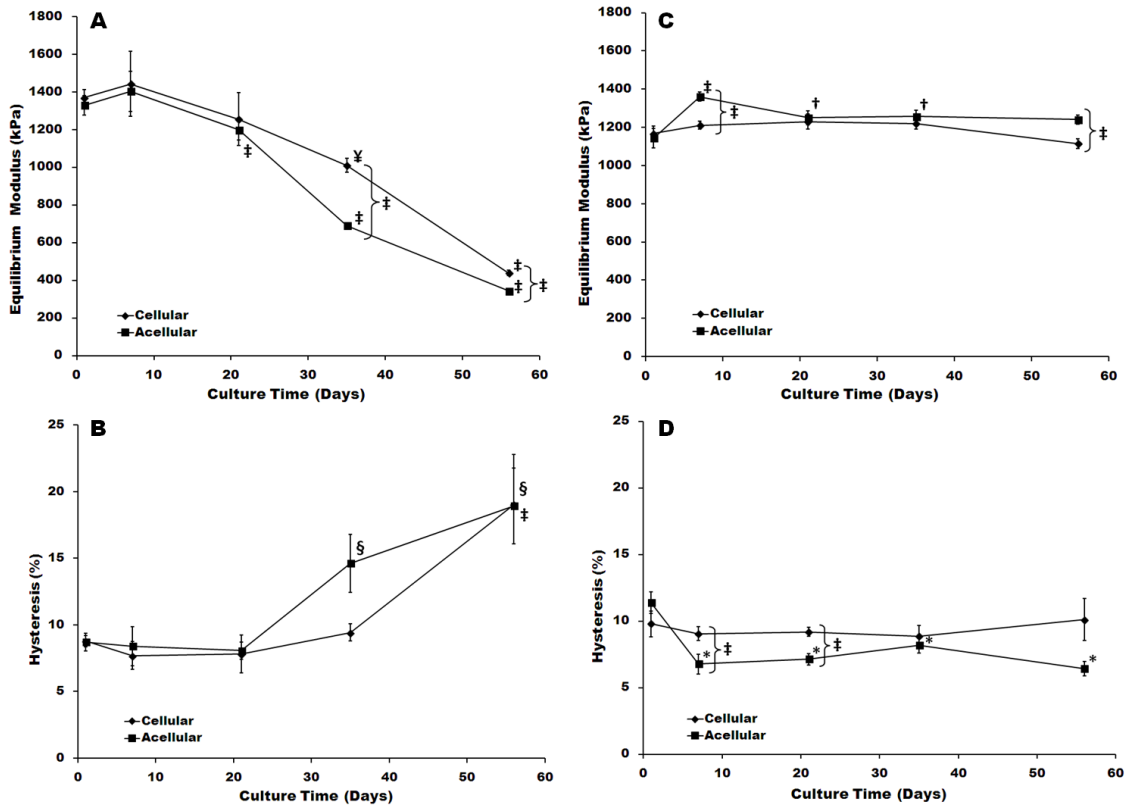 A
Equilibrium Modulus (kPa)
1800
1600
1400
1200
1000
800
600
400
200
0
‡
¥
‡
‡
‡
‡
‡
Cellular
Acellular
0 10 20 30 40 50 60
Culture Time (Days)
C
Equilibrium Modulus (kPa)
1800
1600
1400
1200
1000
800
600
400
200
0
‡
‡
†
†
‡
Cellular
Acellular
0 10 20 30 40 50 60
Culture Time (Days)
B
Hysteresis (%)
25
20
15
10
5
0
§
§
‡
Cellular
Acellular
0 10 20 30 40 50 60
Culture Time (Days)
D
Hysteresis (%)
25
20
15
10
5
0
* ‡
* ‡
*
*
Cellular
Acellular
0 10 20 30 40 50 60
Culture Time (Days)